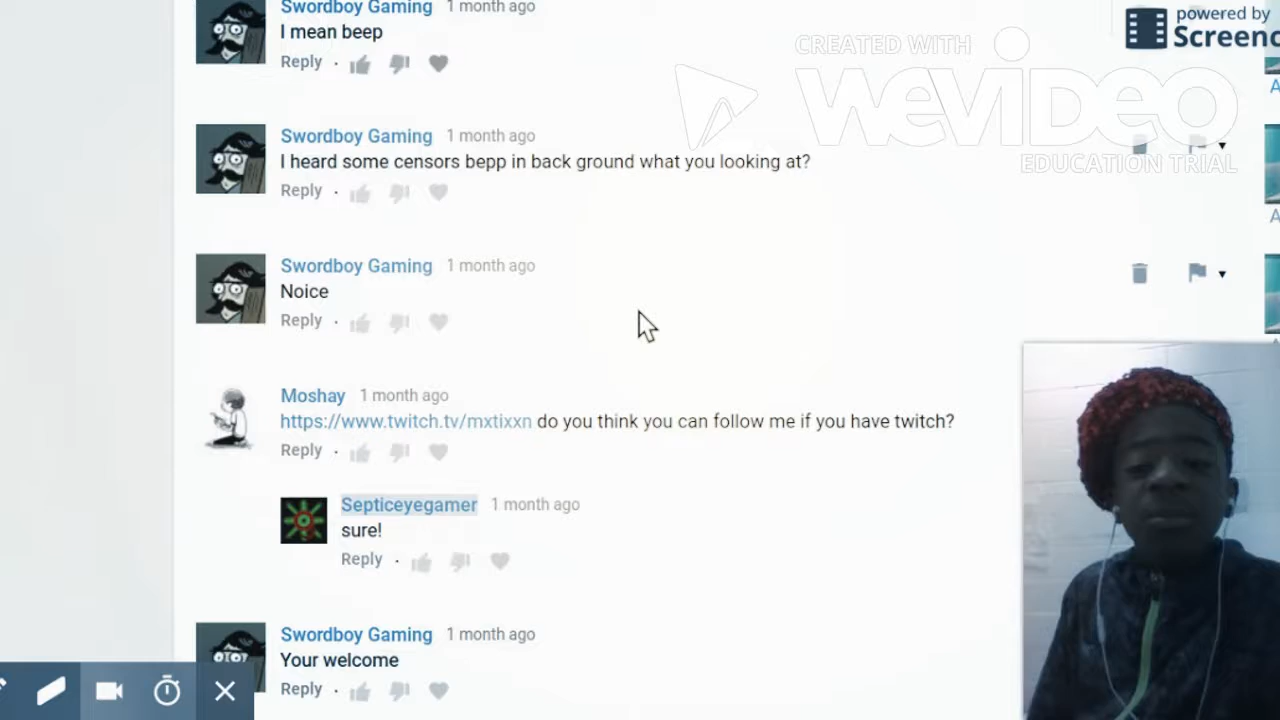 Swordboy Gaming 1 month ago
I mean beep
Reply
powered by
Screenc
CREATED WITH
WeVIDEO
EDUCATION TRIAL
Swordboy Gaming 1 month ago
I heard some censors bepp in back ground what you looking at?
Reply
Swordboy Gaming 1 month ago
Noice
Reply
Moshay 1 month ago
https://www.twitch.tv/mxtixxn do you think you can follow me if you have twitch?
Reply
Septiceyegamer 1 month ago
sure!
Reply
Swordboy Gaming 1 month ago
Your welcome
Reply